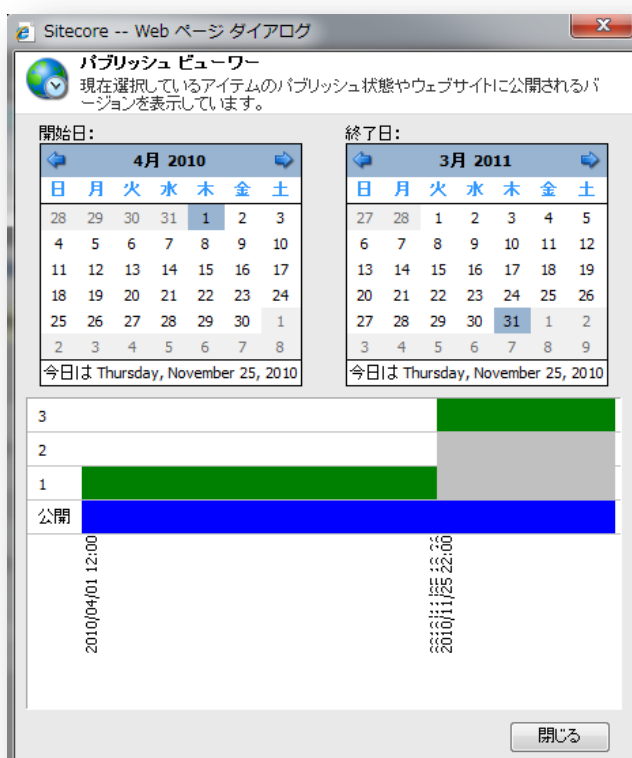 Sitecore -- Web ページ ダイアログ
パブリッシュ ビューワー
現在選択しているアイテムのパブリッシュ状態やウェブサイトに公開されるバ
ージョンを表示しています。
開始日:
4月 2010
日 月 火 水 木 金 土
28 29 30 31 1 2 3
4 5 6 7 8 9 10
11 12 13 14 15 16 17
18 19 20 21 22 23 24
25 26 27 28 29 30 1
2 3 4 5 6 7 8
今日は Thursday, November 25, 2010
終了日:
3月 2011
日 月 火 水 木 金 土
27 28 1 2 3 4 5
6 7 8 9 10 11 12
13 14 15 16 17 18 19
20 21 22 23 24 25 26
27 28 29 30 31 1 2
3 4 5 6 7 8 9
今日は Thursday, November 25, 2010
3
2
1
公開
2010/04/01 12:00
2010/11/25 22:00
閉じる